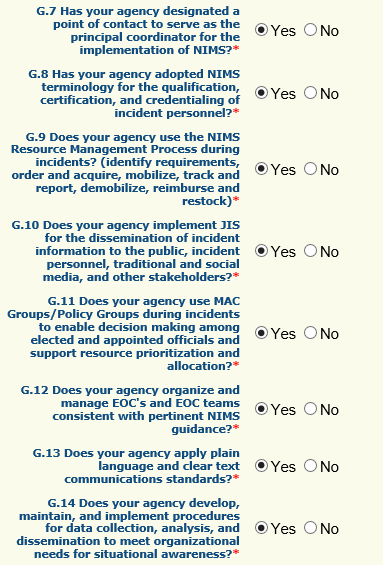 G.7 Has your agency designated a
point of contact to serve as the
principal coordinator for the
implementation of NIMS?*
Yes No
G.8 Has your agency adopted NIMS
terminology for the qualification,
certification, and credentialing of
incident personnel?*
Yes No
G.9 Does your agency use the NIMS
Resource Management Process during
incidents? (identify requirements,
order and acquire, mobilize, track and
report, demobilize, reimburse and
restock)*
Yes No
G.10 Does your agency implement JIS
for the dissemination of incident
information to the public, incident
personnel, traditional and social
media, and other stakeholders?*
Yes No
G.11 Does your agency use MAC
Groups/Policy Groups during incidents
to enable decision making among
elected and appointed officials and
support resource prioritization and
allocation?*
Yes No
G.12 Does your agency organize and
manage EOC's and EOC teams
consistent with pertinent NIMS
guidance?*
Yes No
G.13 Does your agency apply plain
language and clear text
communications standards?*
Yes No
G.14 Does your agency develop,
maintain, and implement procedures
for data collection, analysis, and
dissemination to meet organizational
needs for situational awareness?*
Yes No